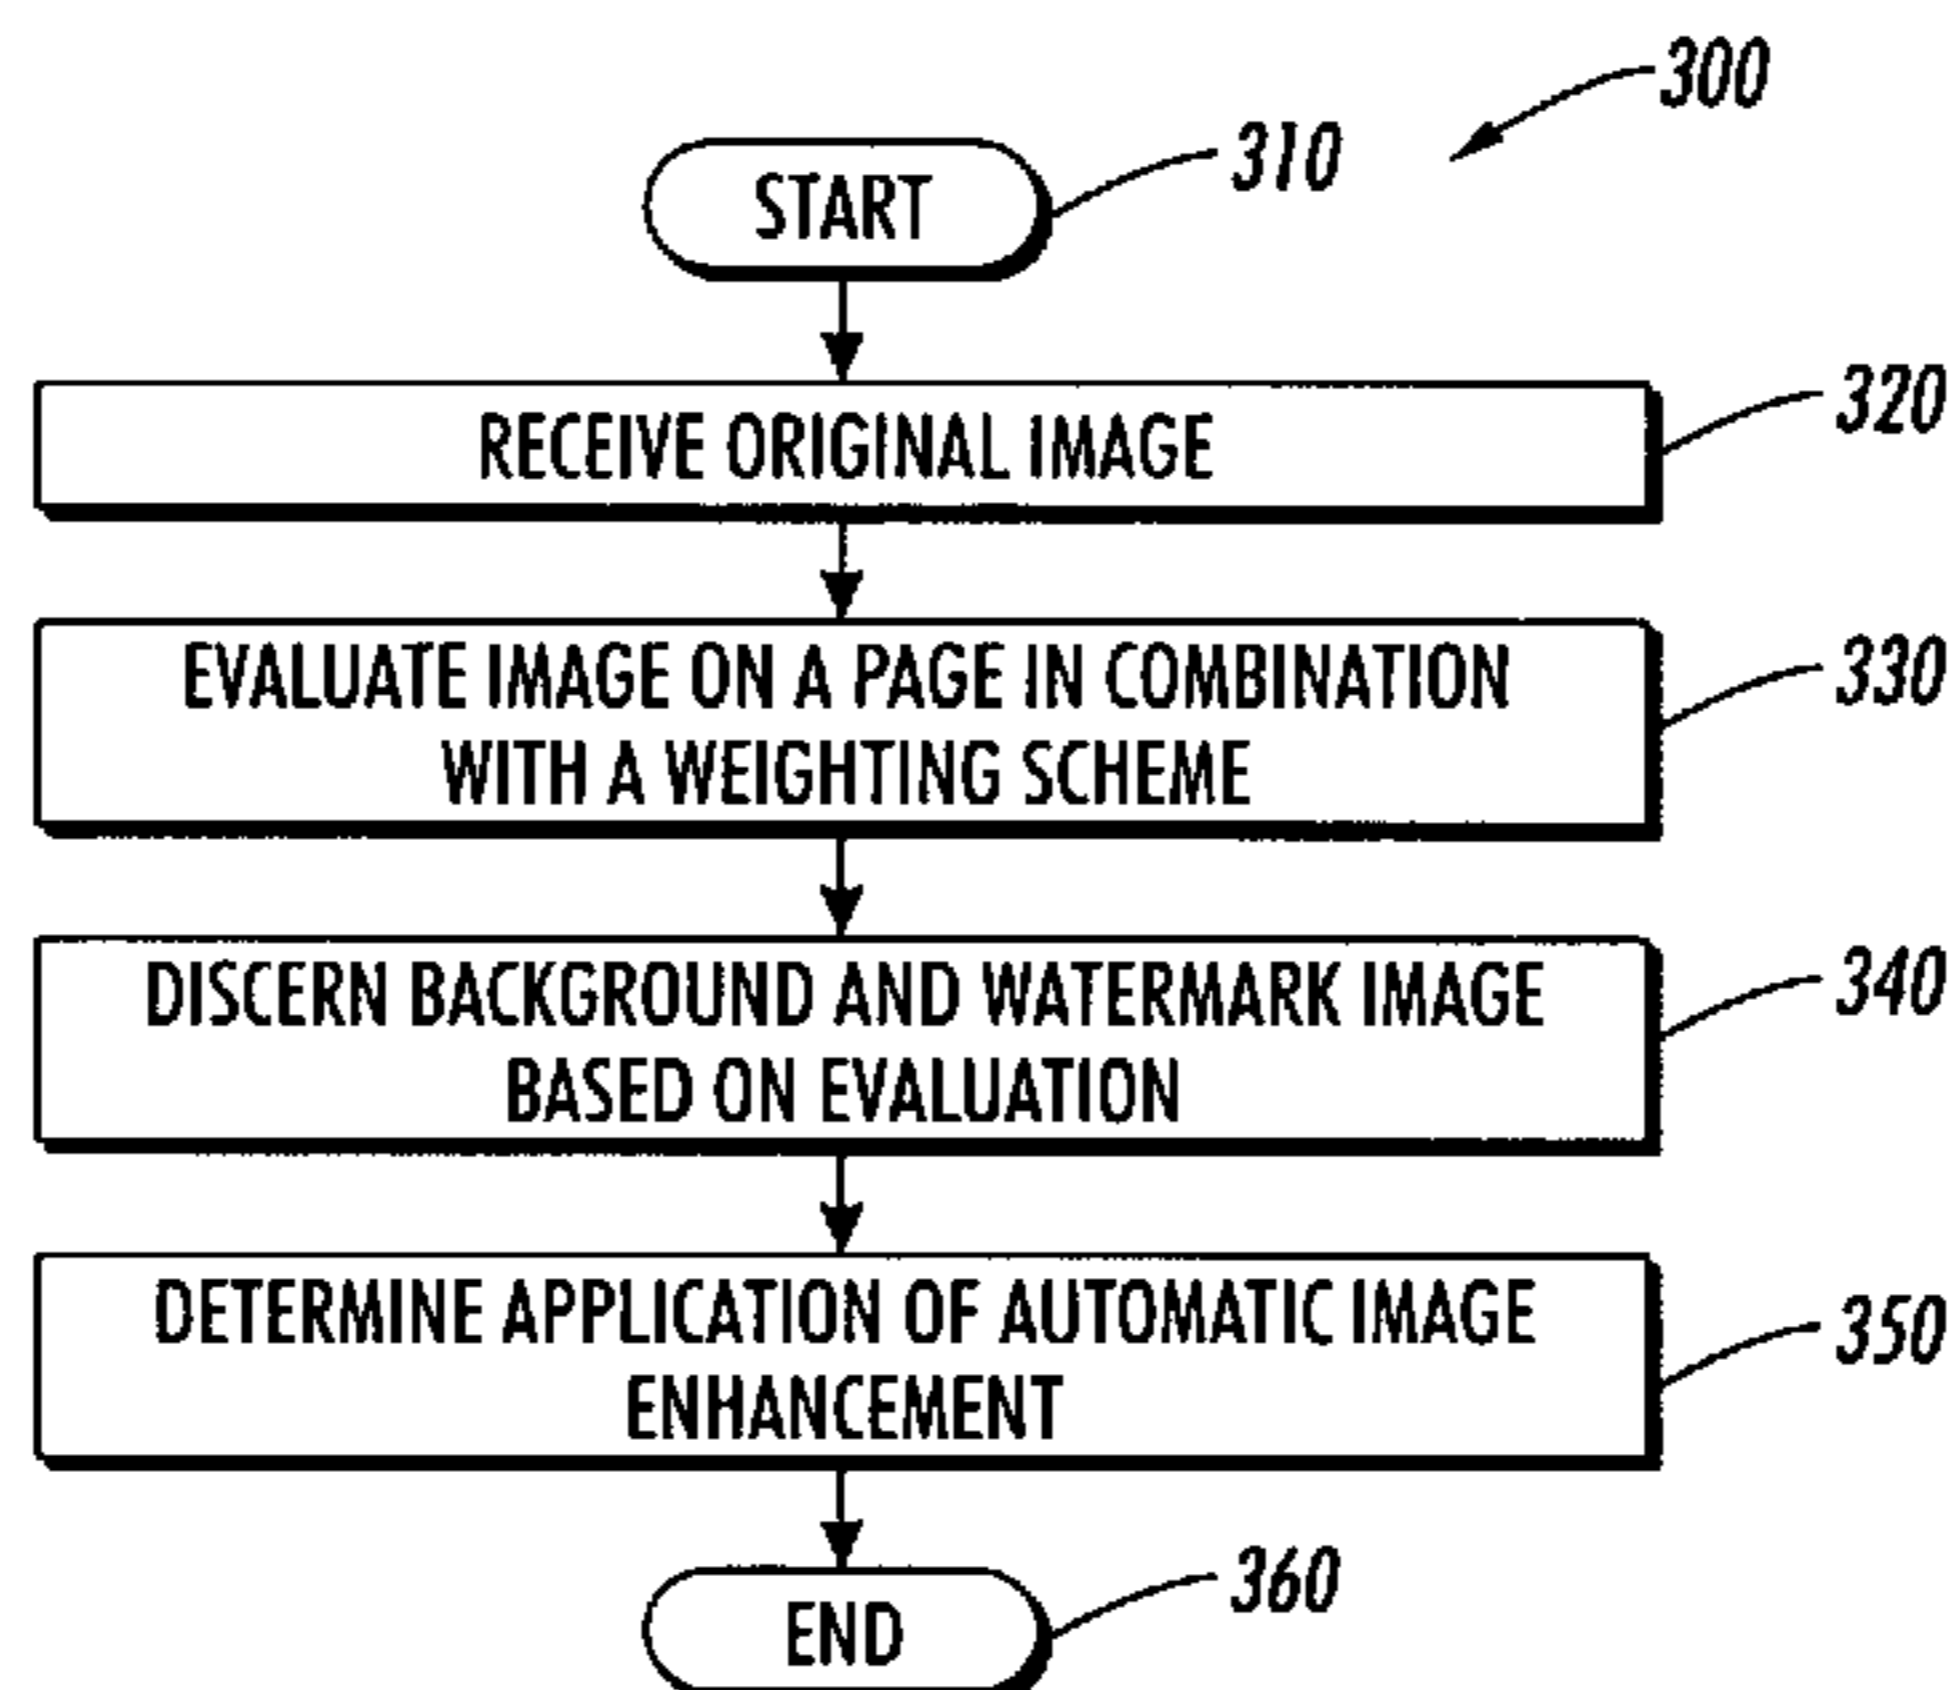 300
START
310
RECEIVE ORIGINAL IMAGE
320
EVALUATE IMAGE ON A PAGE IN COMBINATION
WITH A WEIGHTING SCHEME
330
DISCERN BACKGROUND AND WATERMARK IMAGE
BASED ON EVALUATION
340
DETERMINE APPLICATION OF AUTOMATIC IMAGE
ENHANCEMENT
350
END
360